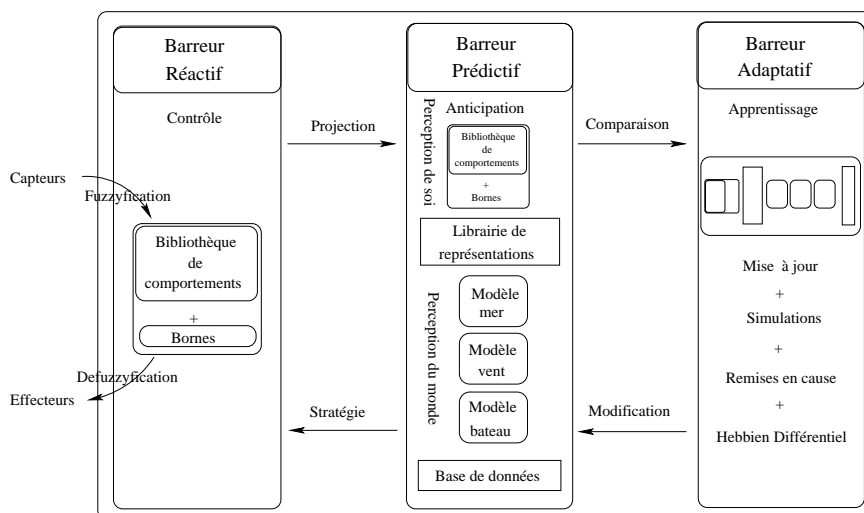 Barreur
Réactif
Contrôle
Capteurs
Fuzzyfication
Bibliothèque
de
comportements
+
Bornes
Defuzzyfication
Effecteurs
Projection
Stratégie
Barreur
Prédictif
Perception de soi
Anticipation
Bibliothèque
de
comportements
+
Bornes
Librairie de
représentations
Perception du monde
Modèle
mer
Modèle
vent
Modèle
bateau
Base de données
Comparaison
Modification
Barreur
Adaptatif
Apprentissage
Mise à jour
+
Simulations
+
Remises en cause
+
Hebbien Différentiel